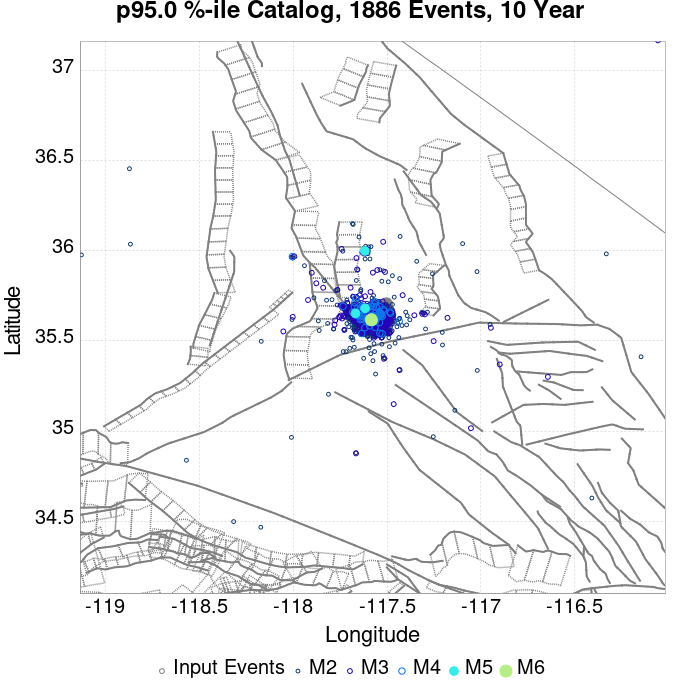 p95.0 %-ile Catalog, 1886 Events, 10 Year
37
36.5
36
35.5
35
34.5
Latitude
-119
-118.5
-118
-117.5
-117
-116.5
Longitude
Input Events
M2
M3
M4
M5
M6